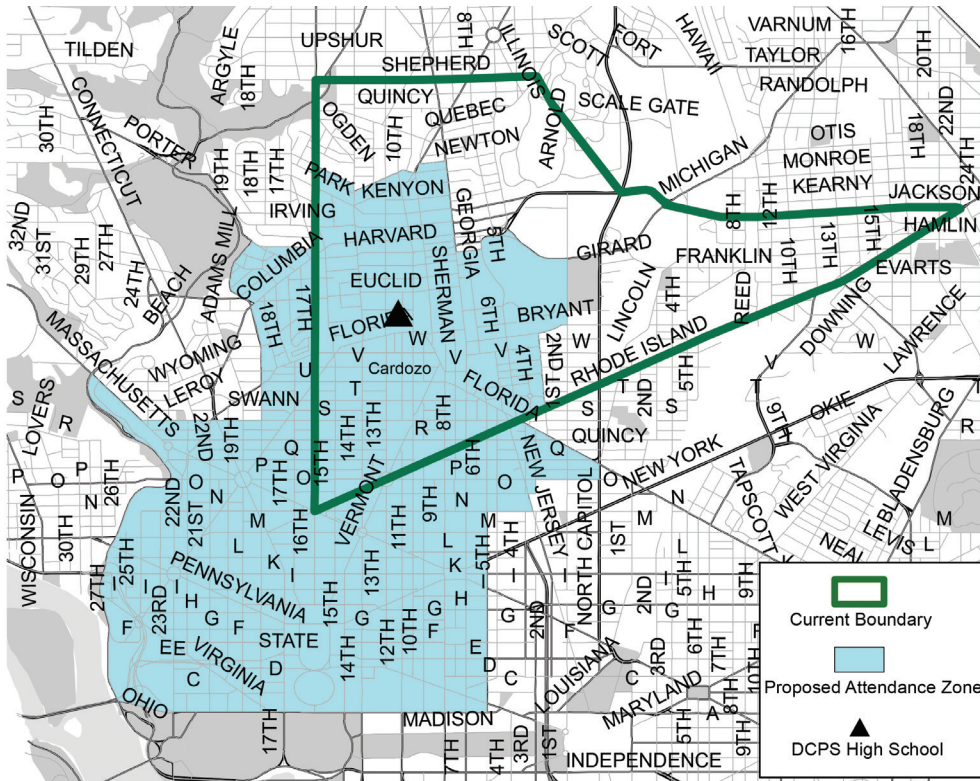 VARNUM
16TH
20TH
TILDEN
ARGYLE
18TH
UPSHUR
8TH
ILLINOIS
SCOTT
FORT
HAWAII
TAYLOR
RANDOLPH
SHEPHERD
30TH
CONNECTICUT
PORTER
QUINCY
OGDEN
10TH
QUEBEC
NEWTON
ARNOLD
SCALE GATE
MICHIGAN
OTIS
18TH
22ND
MONROE
KEARNY
24TH
19TH
18TH
17TH
PARK
KENYON
JACKSON
HAMLIN
IRVING
HARVARD
GEORGIA
5TH
GIRARD
8TH
12TH
15TH
13TH
10TH
32ND
31ST
29TH
27TH
24TH
BEACH
ADAMS MILL
COLUMBIA
EUCLID
SHERMAN
FRANKLIN
EVARTS
18TH
17TH
FLORIDA
W
6TH
BRYANT
LINCOLN
4TH
REED
DOWNING
LAWRENCE
MASSACHUSETTS
WYOMING
LEROY
U
V
Cardozo
V
V
4TH
2ND
W
RHODE ISLAND
V
W
S
LOVERS
R
SWANN
T
FLORIDA
1ST
T
2ND
5TH
T
OKIE
S
14TH
13TH
8TH
S
S
22ND
19TH
Q
R
QUINCY
9TH
R
P
O
P
N
26TH
O
N
P
17TH
O
15TH
VERMONT
P
6TH
Q
NEW YORK
TAPSCOTT
WEST VIRGINIA
BLADENSBURG
WISCONSIN
30TH
22ND
21ST
M
16TH
11TH
9TH
N
M
NEW JERSEY
O
N
M
LEVIS
M
L
L
K
I
13TH
L
K
5TH
4TH
NORTH CAPITOL
1ST
L
NEAL
L
K
27TH
25TH
I
I
I
PENNSYLVANIA
I
I
I
2ND
I
5TH
9TH
F
23RD
H
G
F
15TH
G
G
F
H
G
2ND
G
G
H
STATE
14TH
12TH
10TH
E
F
F
EE
VIRGINIA
D
D
3RD
6TH
7TH
10TH
C
C
LOUISIANA
C
MARYLAND
8TH
OHIO
17TH
MADISON
7TH
4TH
3RD
1ST
INDEPENDENCE
5TH
A
9TH
Current Boundary
Proposed Attendance Zone
DCPS High School